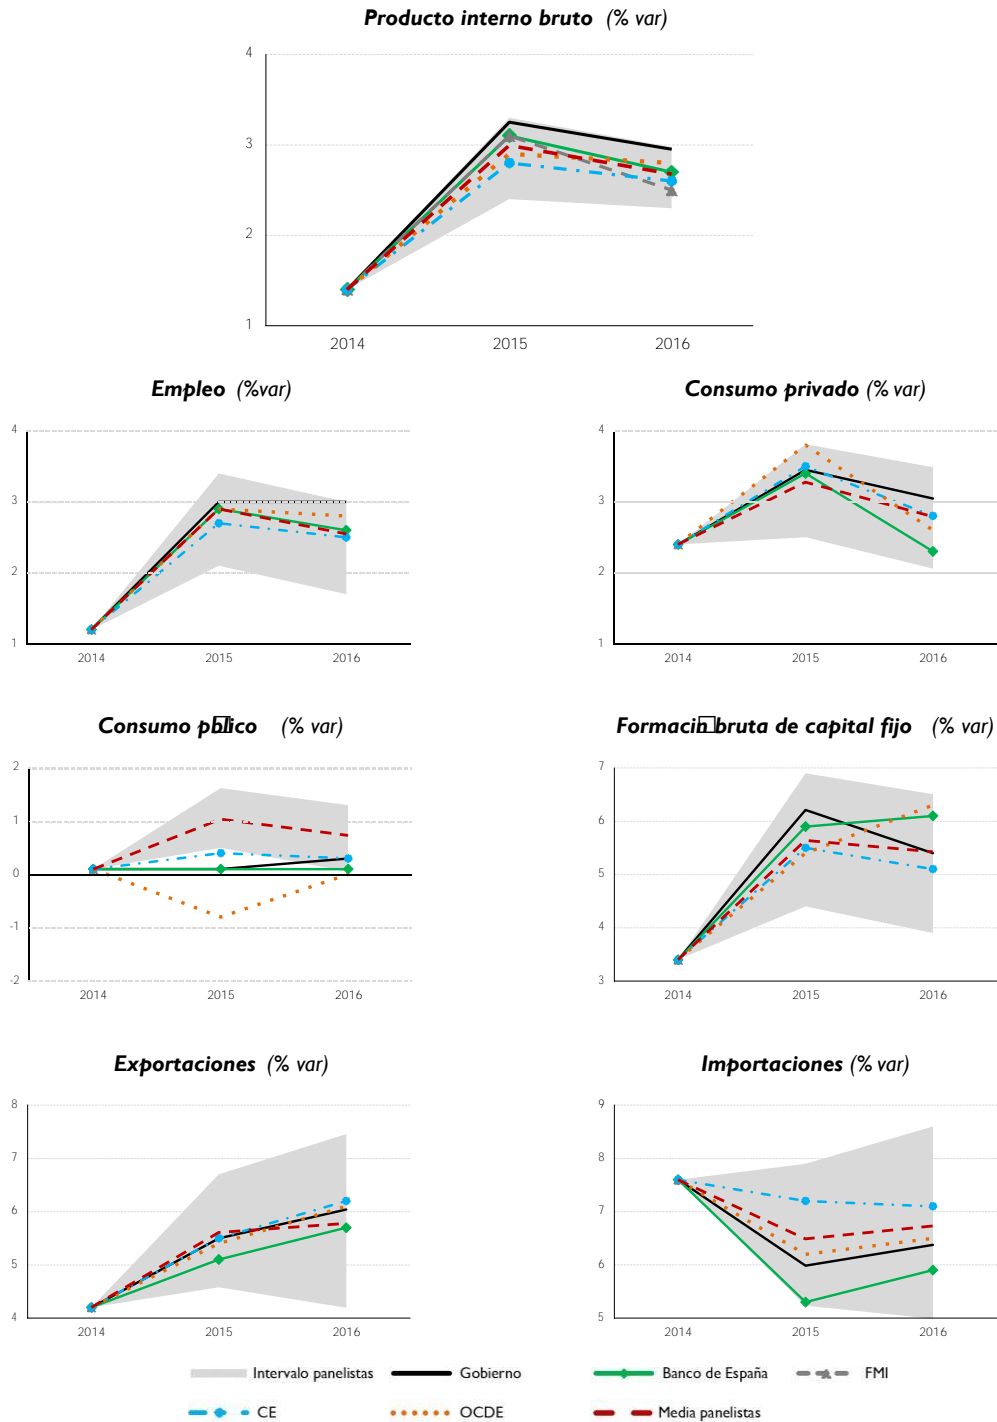 Producto interno bruto (% var)
4
3
2
1
2014 2015 2016
Empleo (%var)
4
3
2
1
2014 2015 2016
Consumo privado (% var)
4
3
2
1
2014 2015 2016
Consumo p□blico (% var)
2
1
0
-1
-2
2014 2015 2016
Formaci□n bruta de capital fijo (% var)
7
6
5
4
3
2014 2015 2016
Exportaciones (% var)
8
7
6
5
4
2014 2015 2016
Importaciones (% var)
9
8
7
6
5
2014 2015 2016
Intervalo panelistas Gobierno Banco de España FMI
CE OCDE Media panelistas